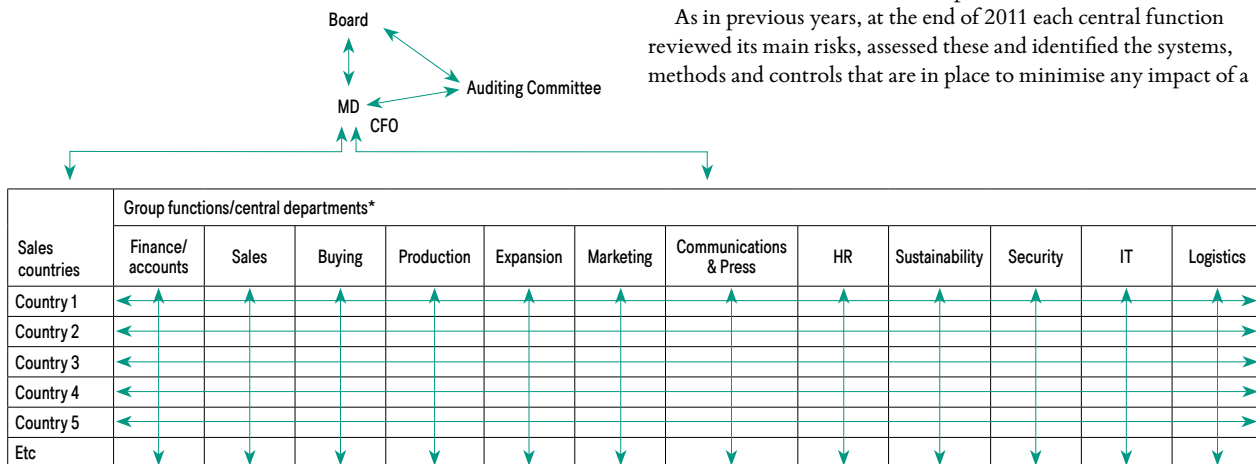 As in previous years, at the end of 2011 each central function
reviewed its main risks, assessed these and identified the systems,
methods and controls that are in place to minimise any impact of a
Board
Auditing Committee
MD
CFO
Group functions/central departments*
Sales
countries
Finance/
accounts
Sales
Buying
Production
Expansion
Marketing
Communications
& Press
HR
Sustainability
Security
IT
Logistics
Country 1
Country 2
Country 3
Country 4
Country 5
Etc